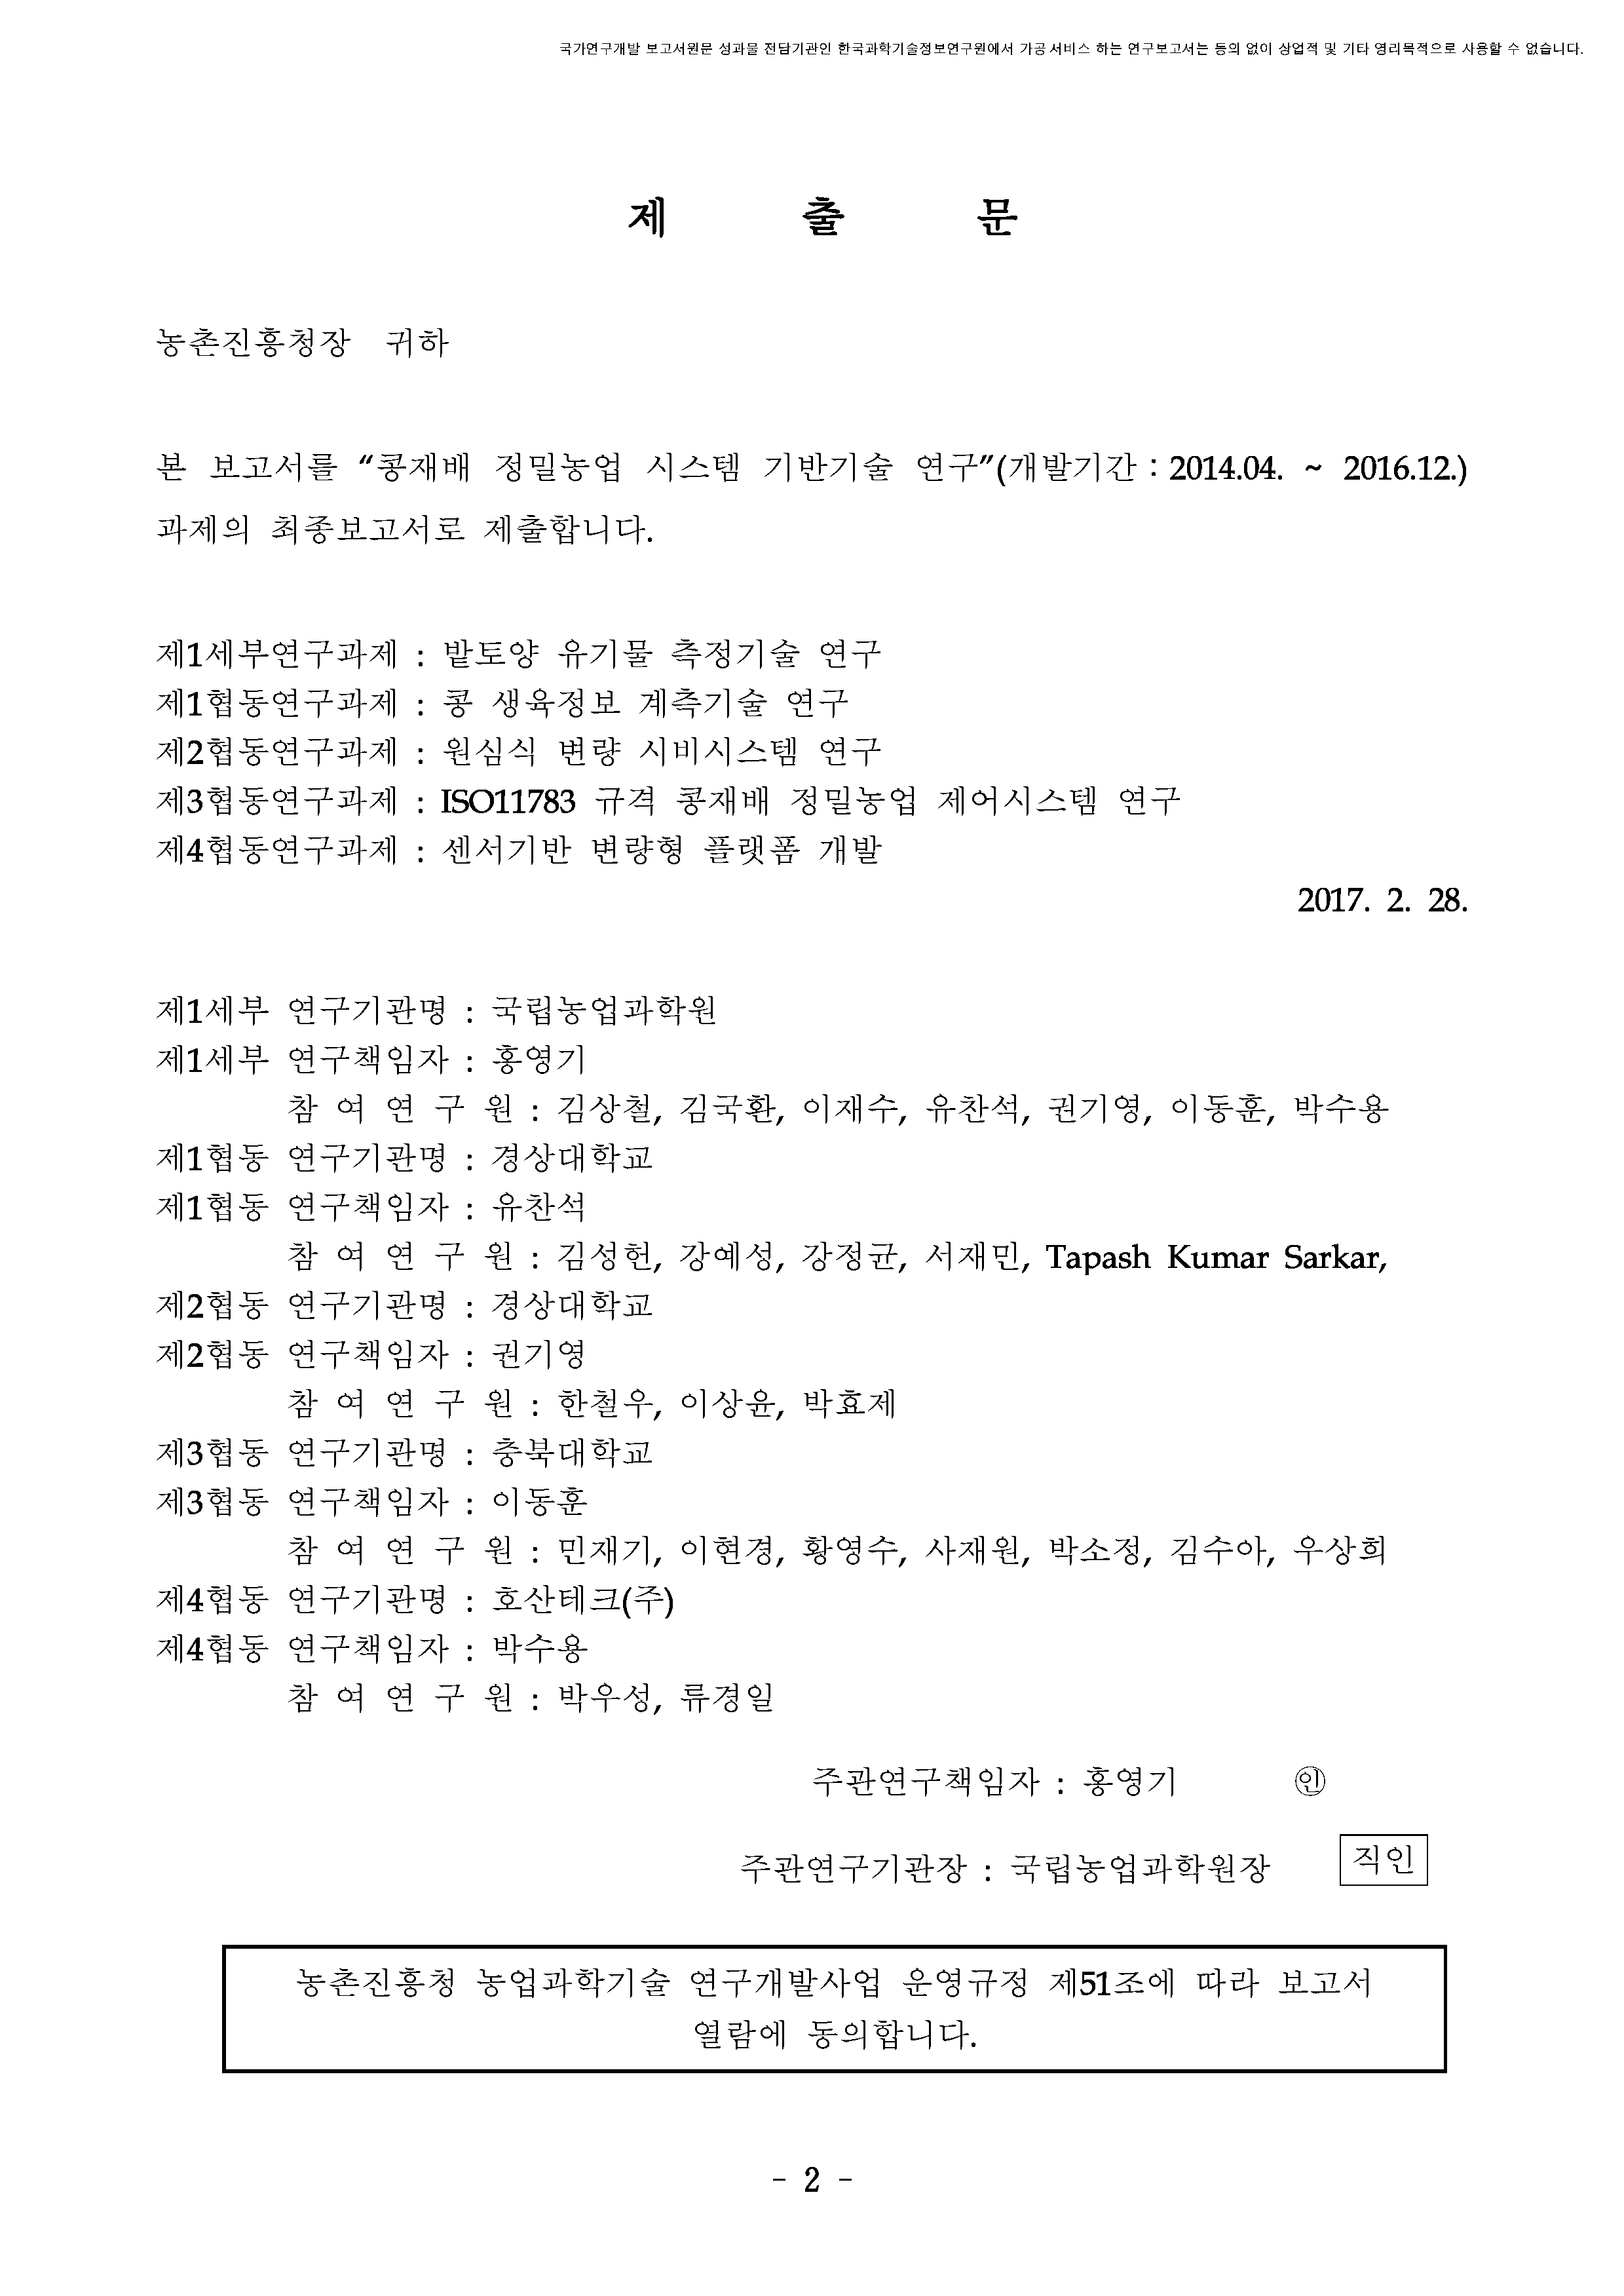 국가연구개발 보고서원문 성과물 전담기관인 한국과학기술정보연구원에서 가공·서비스 하는 연구보고서는 동의 없이 상업적 및 기타 영리목적으로 사용할 수 없습니다.
제 출 문
농촌진흥청장 귀하
본 보고서를 “콩재배 정밀농업 시스템 기반기술 연구”(개발기간 : 2014.04. ~ 2016.12.)
과제의 최종보고서로 제출합니다.
제1세부연구과제 : 밭토양 유기물 측정기술 연구
제1협동연구과제 : 콩 생육정보 계측기술 연구
제2협동연구과제 : 원심식 변량 시비시스템 연구
제3협동연구과제 : ISO11783 규격 콩재배 정밀농업 제어시스템 연구
제4협동연구과제 : 센서기반 변량형 플랫폼 개발
2017. 2. 28.
제1세부 연구기관명 : 국립농업과학원
제1세부 연구책임자 : 홍영기
참 여 연 구 원 : 김상철, 김국환, 이재수, 유찬석, 권기영, 이동훈, 박수용
제1협동 연구기관명 : 경상대학교
제1협동 연구책임자 : 유찬석
참 여 연 구 원 : 김성헌, 강예성, 강정균, 서재민, Tapash Kumar Sarkar,
제2협동 연구기관명 : 경상대학교
제2협동 연구책임자 : 권기영
참 여 연 구 원 : 한철우, 이상윤, 박효제
제3협동 연구기관명 : 충북대학교
제3협동 연구책임자 : 이동훈
참 여 연 구 원 : 민재기, 이현경, 황영수, 사재원, 박소정, 김수아, 우상희
제4협동 연구기관명 : 호산테크(주)
제4협동 연구책임자 : 박수용
참 여 연 구 원 : 박우성, 류경일
주관연구책임자 : 홍영기 ㊞
주관연구기관장 : 국립농업과학원장 직인
농촌진흥청 농업과학기술 연구개발사업 운영규정 제51조에 따라 보고서
열람에 동의합니다.
- 2 -